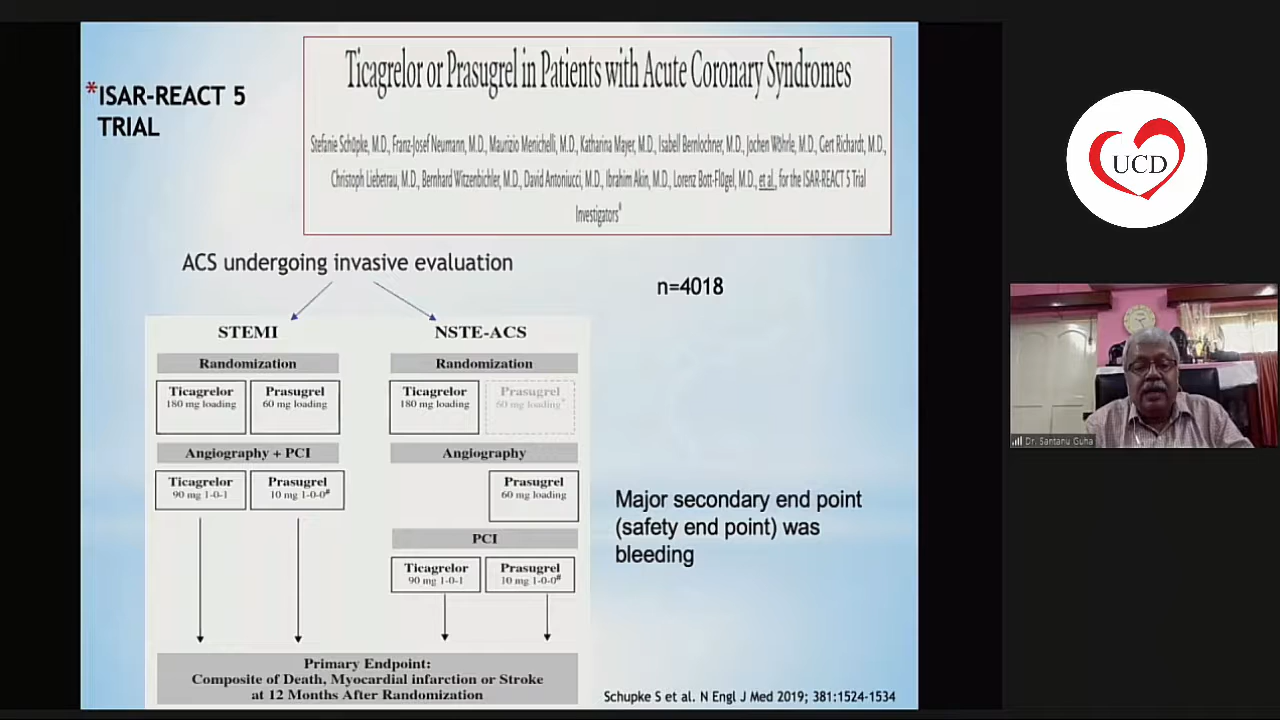 *ISAR-REACT 5
TRIAL
Ticagrelor or Prasugrel in Patients with Acute Coronary Syndromes
Stefanie Schüpke, M.D., Franz-Josef Neumann, M.D., Maurizio Menichelli, M.D., Katharina Mayer, M.D., Isabell Bernlochner, M.D., Jochen Wöhrle, M.D., Gert Richardt, M.D.,
Christoph Liebetrau, M.D., Bernhard Witzenbichler, M.D., David Antoniucci, M.D., Ibrahim Akin, M.D., Lorenz Bott-Flügel, M.D., et al., for the ISAR-REACT 5 Trial
Investigators*
ACS undergoing invasive evaluation
n=4018
STEMI
Randomization
Ticagrelor
180 mg loading
Prasugrel
60 mg loading
Angiography + PCI
Ticagrelor
90 mg 1-0-1
Prasugrel
10 mg 1-0-0#
NSTE-ACS
Randomization
Ticagrelor
180 mg loading
Prasugrel
60 mg loading*
Angiography
Prasugrel
60 mg loading
PCI
Ticagrelor
90 mg 1-0-1
Prasugrel
10 mg 1-0-0#
Primary Endpoint:
Composite of Death, Myocardial infarction or Stroke
at 12 Months After Randomization
Major secondary end point
(safety end point) was
bleeding
Schupke S et al. N Engl J Med 2019; 381:1524-1534
UCD
Dr. Santanu Guha